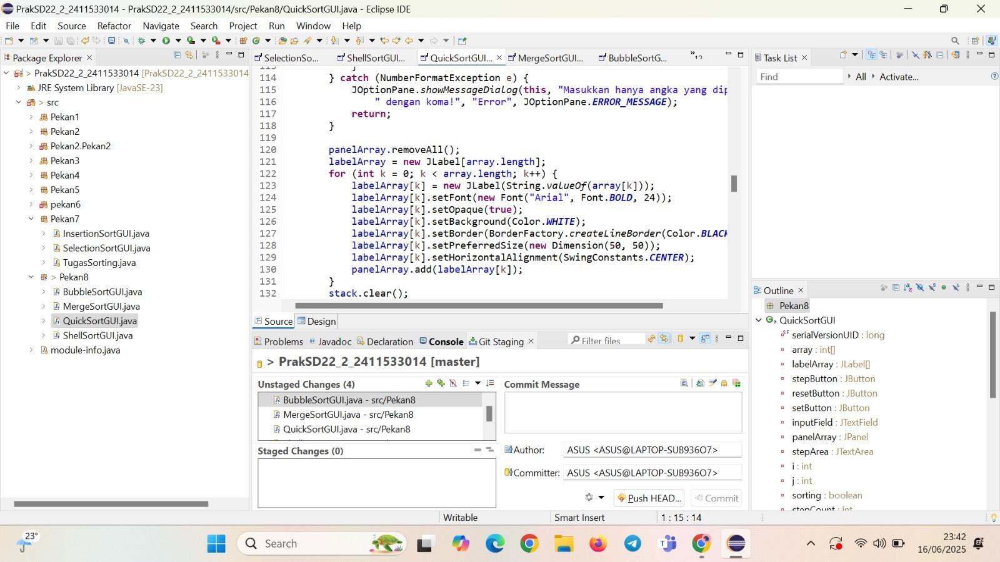 PrakSD22_2_2411533014 - PrakSD22_2_2411533014/src/Pekan8/QuickSortGUI.java - Eclipse IDE
File Edit Source Refactor Navigate Search Project Run Window Help
Package Explorer
> PrakSD22_2_2411533014 [PrakSD22_2_2411533014
JRE System Library [JavaSE-23]
> src
Pekan1
Pekan2
Pekan2.Pekan2
Pekan3
Pekan4
Pekan5
pekan6
Pekan7
InsertionSortGUI.java
SelectionSortGUI.java
TugasSorting.java
> Pekan8
BubbleSortGUI.java
MergeSortGUI.java
QuickSortGUI.java
ShellSortGUI.java
module-info.java
SelectionSo... ShellSortGUI... QuickSortGUI... MergeSortGUI... BubbleSortG... »12
113 }
114 } catch (NumberFormatException e) {
115 JOptionPane.showMessageDialog(this, "Masukkan hanya angka yang dip
116 " dengan koma!", "Error", JOptionPane.ERROR_MESSAGE);
117 return;
118 }
119
120 panelArray.removeAll();
121 labelArray = new JLabel[array.length];
122 for (int k = 0; k < array.length; k++) {
123 labelArray[k] = new JLabel(String.valueOf(array[k]));
124 labelArray[k].setFont(new Font("Arial", Font.BOLD, 24));
125 labelArray[k].setOpaque(true);
126 labelArray[k].setBackground(Color.WHITE);
127 labelArray[k].setBorder(BorderFactory.createLineBorder(Color.BLACK
128 labelArray[k].setPreferredSize(new Dimension(50, 50));
129 labelArray[k].setHorizontalAlignment(SwingConstants.CENTER);
130 panelArray.add(labelArray[k]);
131 }
132 stack.clear();
Source Design
Problems Javadoc Declaration Console Git Staging
Filter files
> PrakSD22_2_2411533014 [master]
Unstaged Changes (4)
BubbleSortGUI.java - src/Pekan8
MergeSortGUI.java - src/Pekan8
QuickSortGUI.java - src/Pekan8
Staged Changes (0)
Commit Message
Author: ASUS <ASUS@LAPTOP-SUB936O7>
Committer: ASUS <ASUS@LAPTOP-SUB936O7>
Push HEAD... Commit
Task List
Find All Activate...
Outline
Pekan8
QuickSortGUI
serialVersionUID : long
array : int[]
labelArray : JLabel[]
stepButton : JButton
resetButton : JButton
setButton : JButton
inputField : JTextField
panelArray : JPanel
stepArea : JTextArea
i : int
j : int
sorting : boolean
stepCount : int
Writable Smart Insert 1 : 15 : 14
23°
Search
23:42
16/06/2025